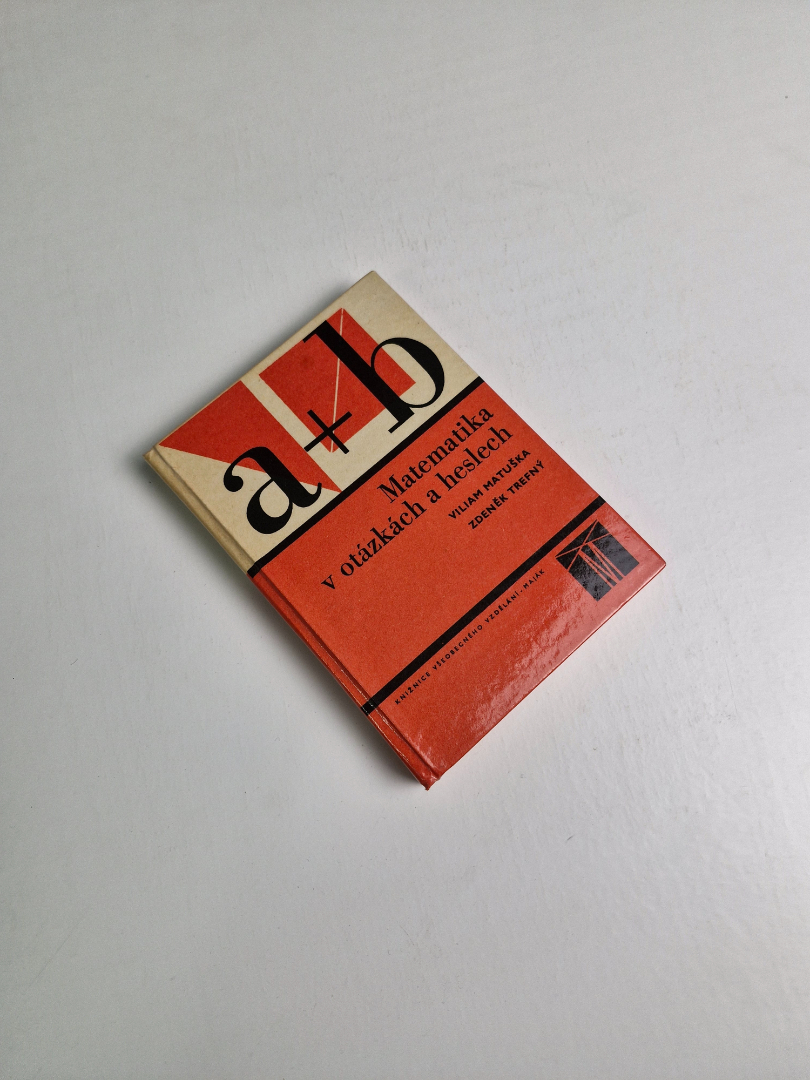 a+b
Matematika
v otázkách a heslech
VILIAM MATUŠKA
ZDENĚK TREFNÝ
KNIŽNICE VŠEOBECNÉHO VZDĚLÁNÍ · MAJÁK